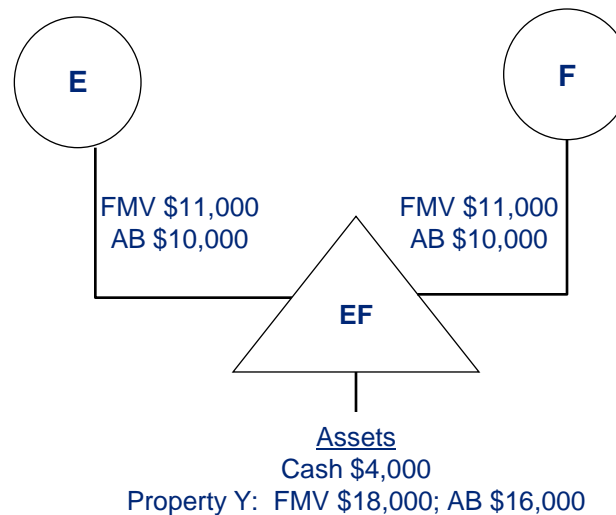 E
F
FMV $11,000
AB $10,000
FMV $11,000
AB $10,000
EF
Assets
Cash $4,000
Property Y:  FMV $18,000; AB $16,000